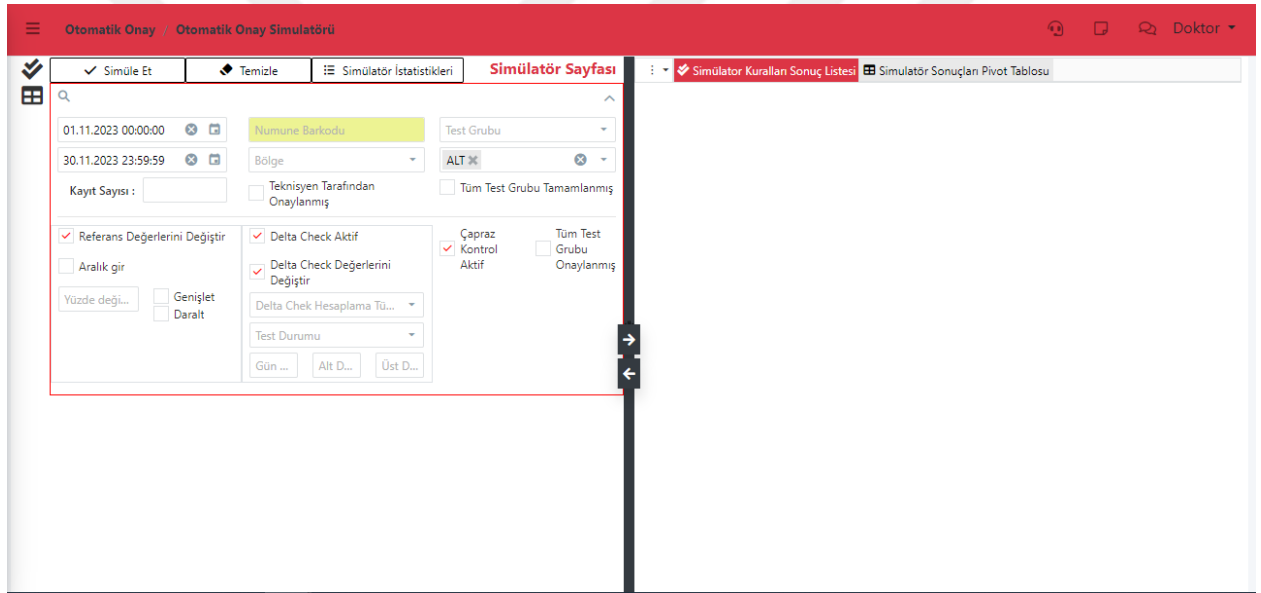 Otomatik Onay / Otomatik Onay Simulatörü
Doktor
Simüle Et
Temizle
Simülatör İstatistikleri
Simülatör Sayfası
Simülator Kuralları Sonuç Listesi
Simulatör Sonuçları Pivot Tablosu
01.11.2023 00:00:00
Numune Barkodu
Test Grubu
30.11.2023 23:59:59
Bölge
ALT
Kayıt Sayısı :
Teknisyen Tarafından
Onaylanmış
Tüm Test Grubu Tamamlanmış
Referans Değerlerini Değiştir
Aralık gir
Yüzde deği...
Genişlet
Daralt
Delta Check Aktif
Delta Check Değerlerini
Değiştir
Delta Chek Hesaplama Tü...
Test Durumu
Gün ...
Alt D...
Üst D...
Çapraz
Kontrol
Aktif
Tüm Test
Grubu
Onaylanmış